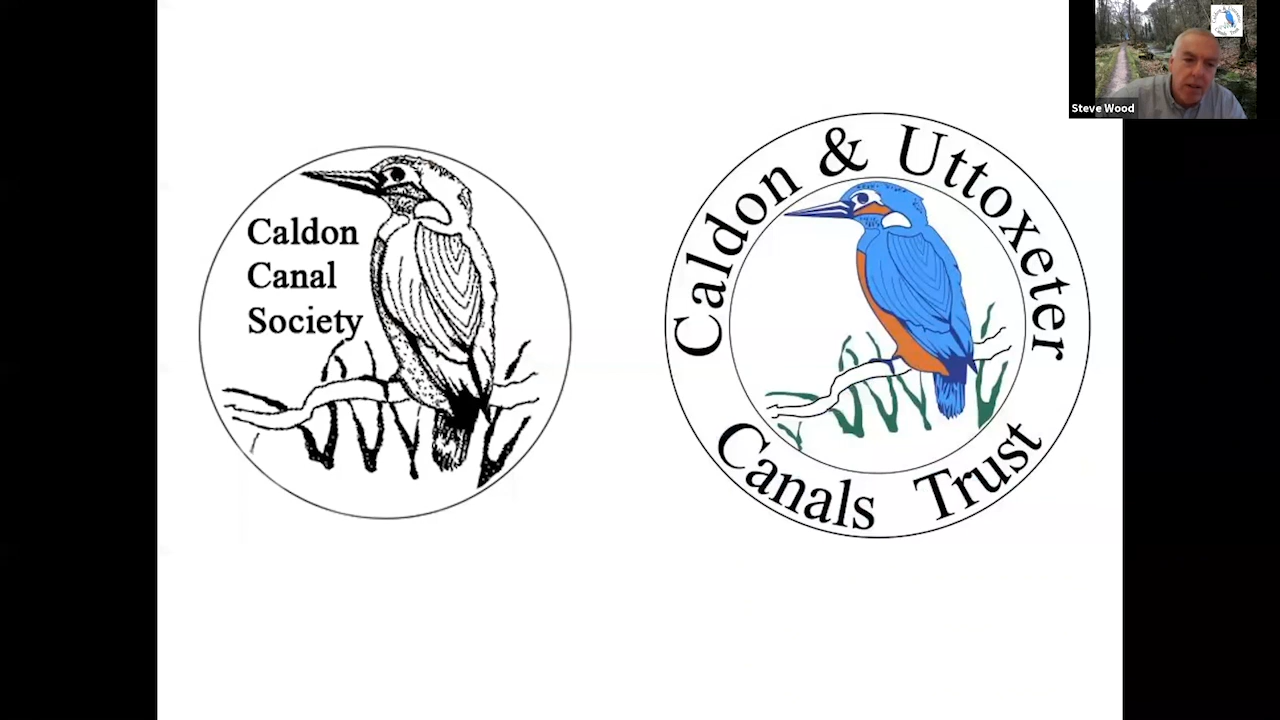 Steve Wood
Caldon
Canal
Society
Caldon & Uttoxeter
Canals Trust